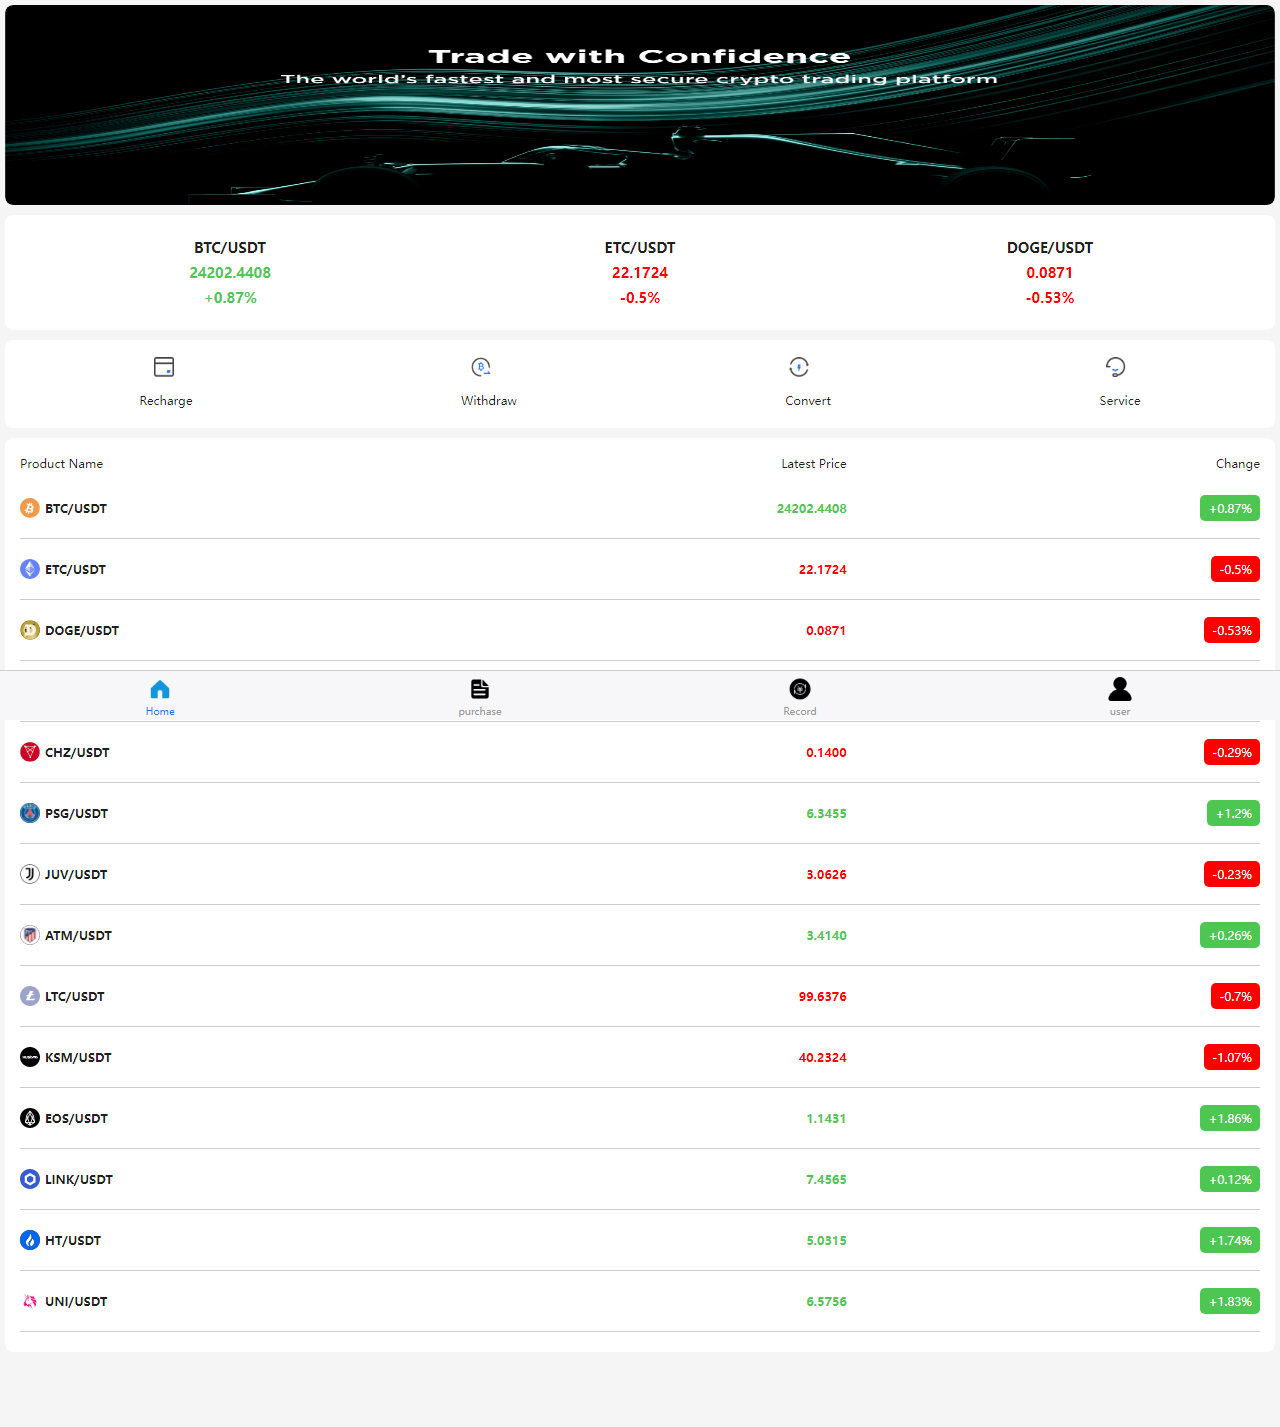 Trade with Confidence
The world's fastest and most secure crypto trading platform
BTC/USDT ETC/USDT DOGE/USDT
24202.4408 22.1724 0.0871
+0.87% -0.5% -0.53%
Recharge Withdraw Convert Service
Product Name Latest Price Change
BTC/USDT 24202.4408 +0.87%
ETC/USDT 22.1724 -0.5%
DOGE/USDT 0.0871 -0.53%
Home purchase Record user
CHZ/USDT 0.1400 -0.29%
PSG/USDT 6.3455 +1.2%
JUV/USDT 3.0626 -0.23%
ATM/USDT 3.4140 +0.26%
LTC/USDT 99.6376 -0.7%
KSM/USDT 40.2324 -1.07%
EOS/USDT 1.1431 +1.86%
LINK/USDT 7.4565 +0.12%
HT/USDT 5.0315 +1.74%
UNI/USDT 6.5756 +1.83%